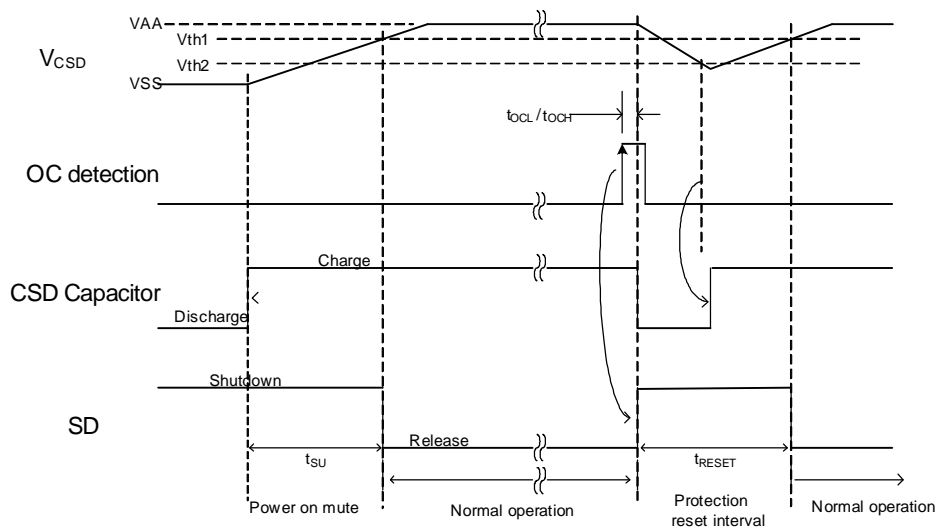 VAA
Vth1
VCSD
Vth2
VSS
tOCL/tOCH
OC detection
Charge
CSD Capacitor
Discharge
Shutdown
SD
Release
tSU
tRESET
Power on mute
Normal operation
Protection
reset interval
Normal operation